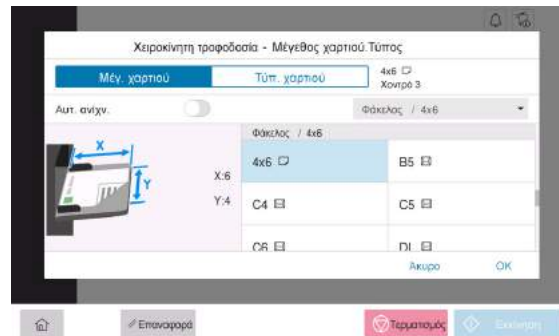 Χειροκίνητη τροφοδοσία - Μέγεθος χαρτιού.Τύπος
Μέγ. χαρτιού
Τύπ. χαρτιού
4x6
Χοντρό 3
Αυτ. ανίχν.
Φάκελος / 4x6
Φάκελος / 4x6
X
Y
X:6
Y:4
4x6
B5
C4
C5
C6
DL
Άκυρο
OK
Επαναφορά
Τερματισμός
Εκκίνηση